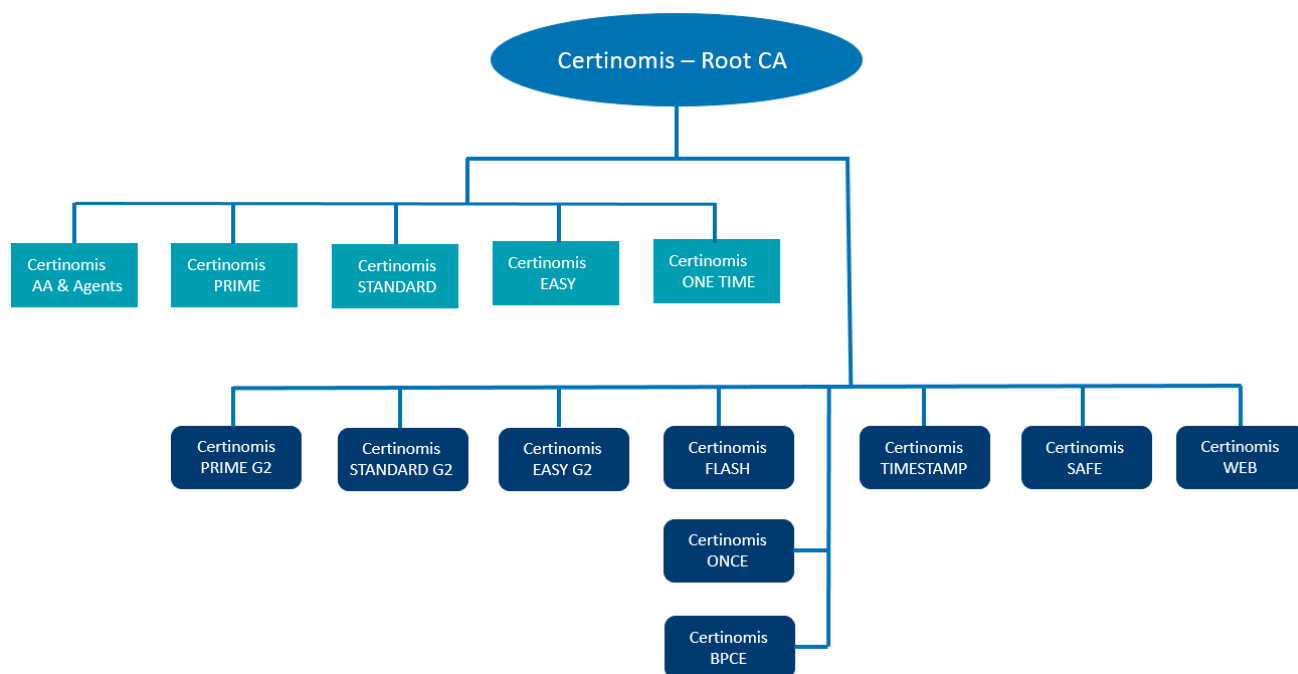 Certinomis – Root CA
Certinomis
AA & Agents
Certinomis
PRIME
Certinomis
STANDARD
Certinomis
EASY
Certinomis
ONE TIME
Certinomis
PRIME G2
Certinomis
STANDARD G2
Certinomis
EASY G2
Certinomis
FLASH
Certinomis
TIMESTAMP
Certinomis
SAFE
Certinomis
WEB
Certinomis
ONCE
Certinomis
BPCE